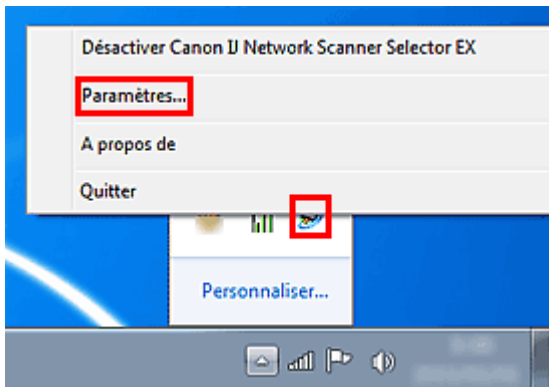 Désactiver Canon IJ Network Scanner Selector EX
Paramètres...
A propos de
Quitter
Personnaliser...